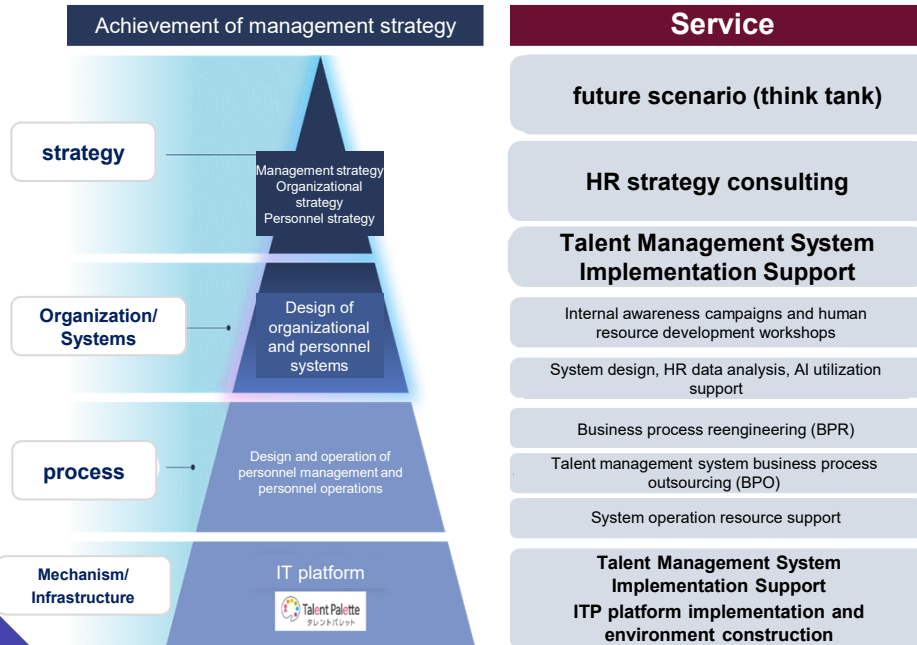 Achievement of management strategy
strategy
Management strategy
Organizational
strategy
Personnel strategy
Organization/
Systems
Design of
organizational
and personnel
systems
process
Design and operation of
personnel management and
personnel operations
Mechanism/
Infrastructure
IT platform
Talent Palette
タレントパレット
Service
future scenario (think tank)
HR strategy consulting
Talent Management System
Implementation Support
Internal awareness campaigns and human
resource development workshops
System design, HR data analysis, AI utilization
support
Business process reengineering (BPR)
Talent management system business process
outsourcing (BPO)
System operation resource support
Talent Management System
Implementation Support
ITP platform implementation and
environment construction